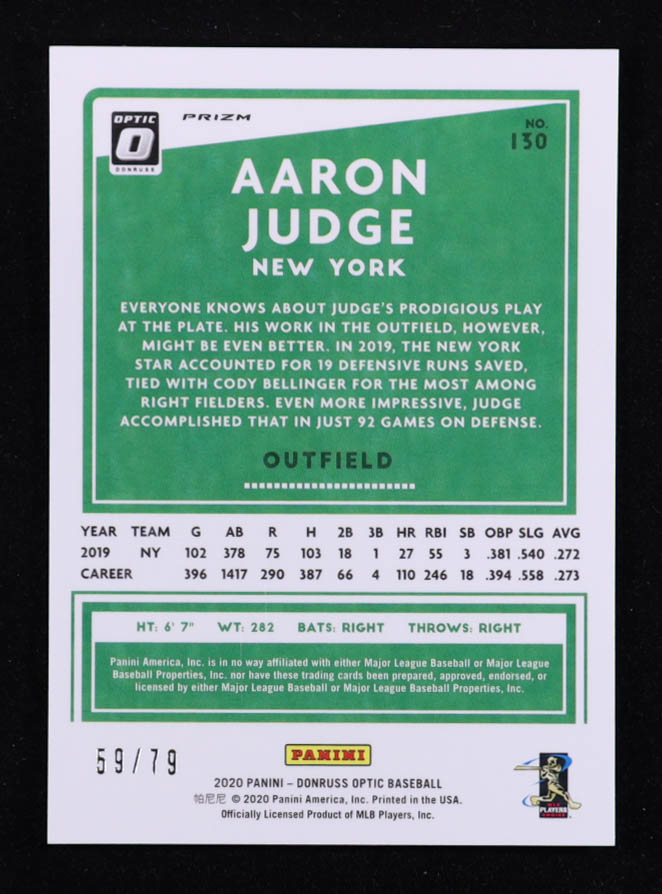 OPTIC
O
DONRUSS
PRIZM
NO.
130
AARON
JUDGE
NEW YORK
EVERYONE KNOWS ABOUT JUDGE'S PRODIGIOUS PLAY
AT THE PLATE. HIS WORK IN THE OUTFIELD, HOWEVER,
MIGHT BE EVEN BETTER. IN 2019, THE NEW YORK
STAR ACCOUNTED FOR 19 DEFENSIVE RUNS SAVED,
TIED WITH CODY BELLINGER FOR THE MOST AMONG
RIGHT FIELDERS. EVEN MORE IMPRESSIVE, JUDGE
ACCOMPLISHED THAT IN JUST 92 GAMES ON DEFENSE.
OUTFIELD
YEAR TEAM G AB R H 2B 3B HR RBI SB OBP SLG AVG
2019 NY 102 378 75 103 18 1 27 55 3 .381 .540 .272
CAREER 396 1417 290 387 66 4 110 246 18 .394 .558 .273
HT: 6' 7" WT: 282 BATS: RIGHT THROWS: RIGHT
Panini America, Inc. is in no way affiliated with either Major League Baseball or Major League
Baseball Properties, Inc. nor have these trading cards been prepared, approved, endorsed, or
licensed by either Major League Baseball or Major League Baseball Properties, Inc.
59/79
PANINI
2020 PANINI – DONRUSS OPTIC BASEBALL
帕尼尼 © 2020 Panini America, Inc. Printed in the USA.
Officially Licensed Product of MLB Players, Inc.
MLB
PLAYERS
CHOICE